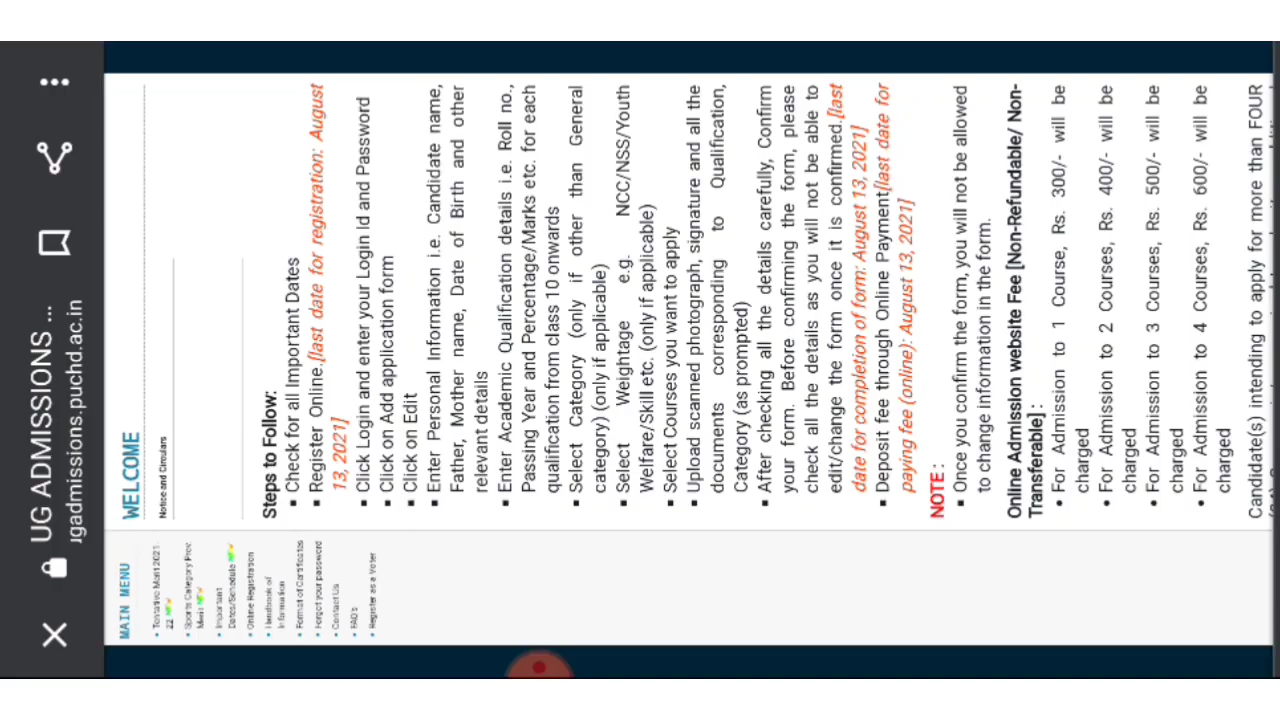 UG ADMISSIONS ...
ugadmissions.puchd.ac.in
MAIN MENU
• Tentative Merit 2021-
22 NEW
• Sports Category Prov.
Merit NEW
• Important
Dates/Schedule NEW
• Online Registration
• Handbook of
Information
• Format of Certificates
• Forgot your password
• Contact Us
• FAQ's
• Register as a Voter
WELCOME
Notice and Circulars
Steps to Follow:
▪ Check for all Important Dates
▪ Register Online.[last date for registration: August
13, 2021]
▪ Click Login and enter your Login Id and Password
▪ Click on Add application form
▪ Click on Edit
▪ Enter Personal Information i.e. Candidate name,
Father, Mother name, Date of Birth and other
relevant details
▪ Enter Academic Qualification details i.e. Roll no.,
Passing Year and Percentage/Marks etc. for each
qualification from class 10 onwards
▪ Select Category (only if other than General
category) (only if applicable)
▪ Select Weightage e.g. NCC/NSS/Youth
Welfare/Skill etc. (only if applicable)
▪ Select Courses you want to apply
▪ Upload scanned photograph, signature and all the
documents corresponding to Qualification,
Category (as prompted)
▪ After checking all the details carefully, Confirm
your form. Before confirming the form, please
check all the details as you will not be able to
edit/change the form once it is confirmed.[last
date for completion of form: August 13, 2021]
▪ Deposit fee through Online Payment[last date for
paying fee (online): August 13, 2021]
NOTE :
▪ Once you confirm the form, you will not be allowed
to change information in the form.
Online Admission website Fee [Non-Refundable/ Non-
Transferable] :
• For Admission to 1 Course, Rs. 300/- will be
charged
• For Admission to 2 Courses, Rs. 400/- will be
charged
• For Admission to 3 Courses, Rs. 500/- will be
charged
• For Admission to 4 Courses, Rs. 600/- will be
charged
Candidate(s) intending to apply for more than FOUR